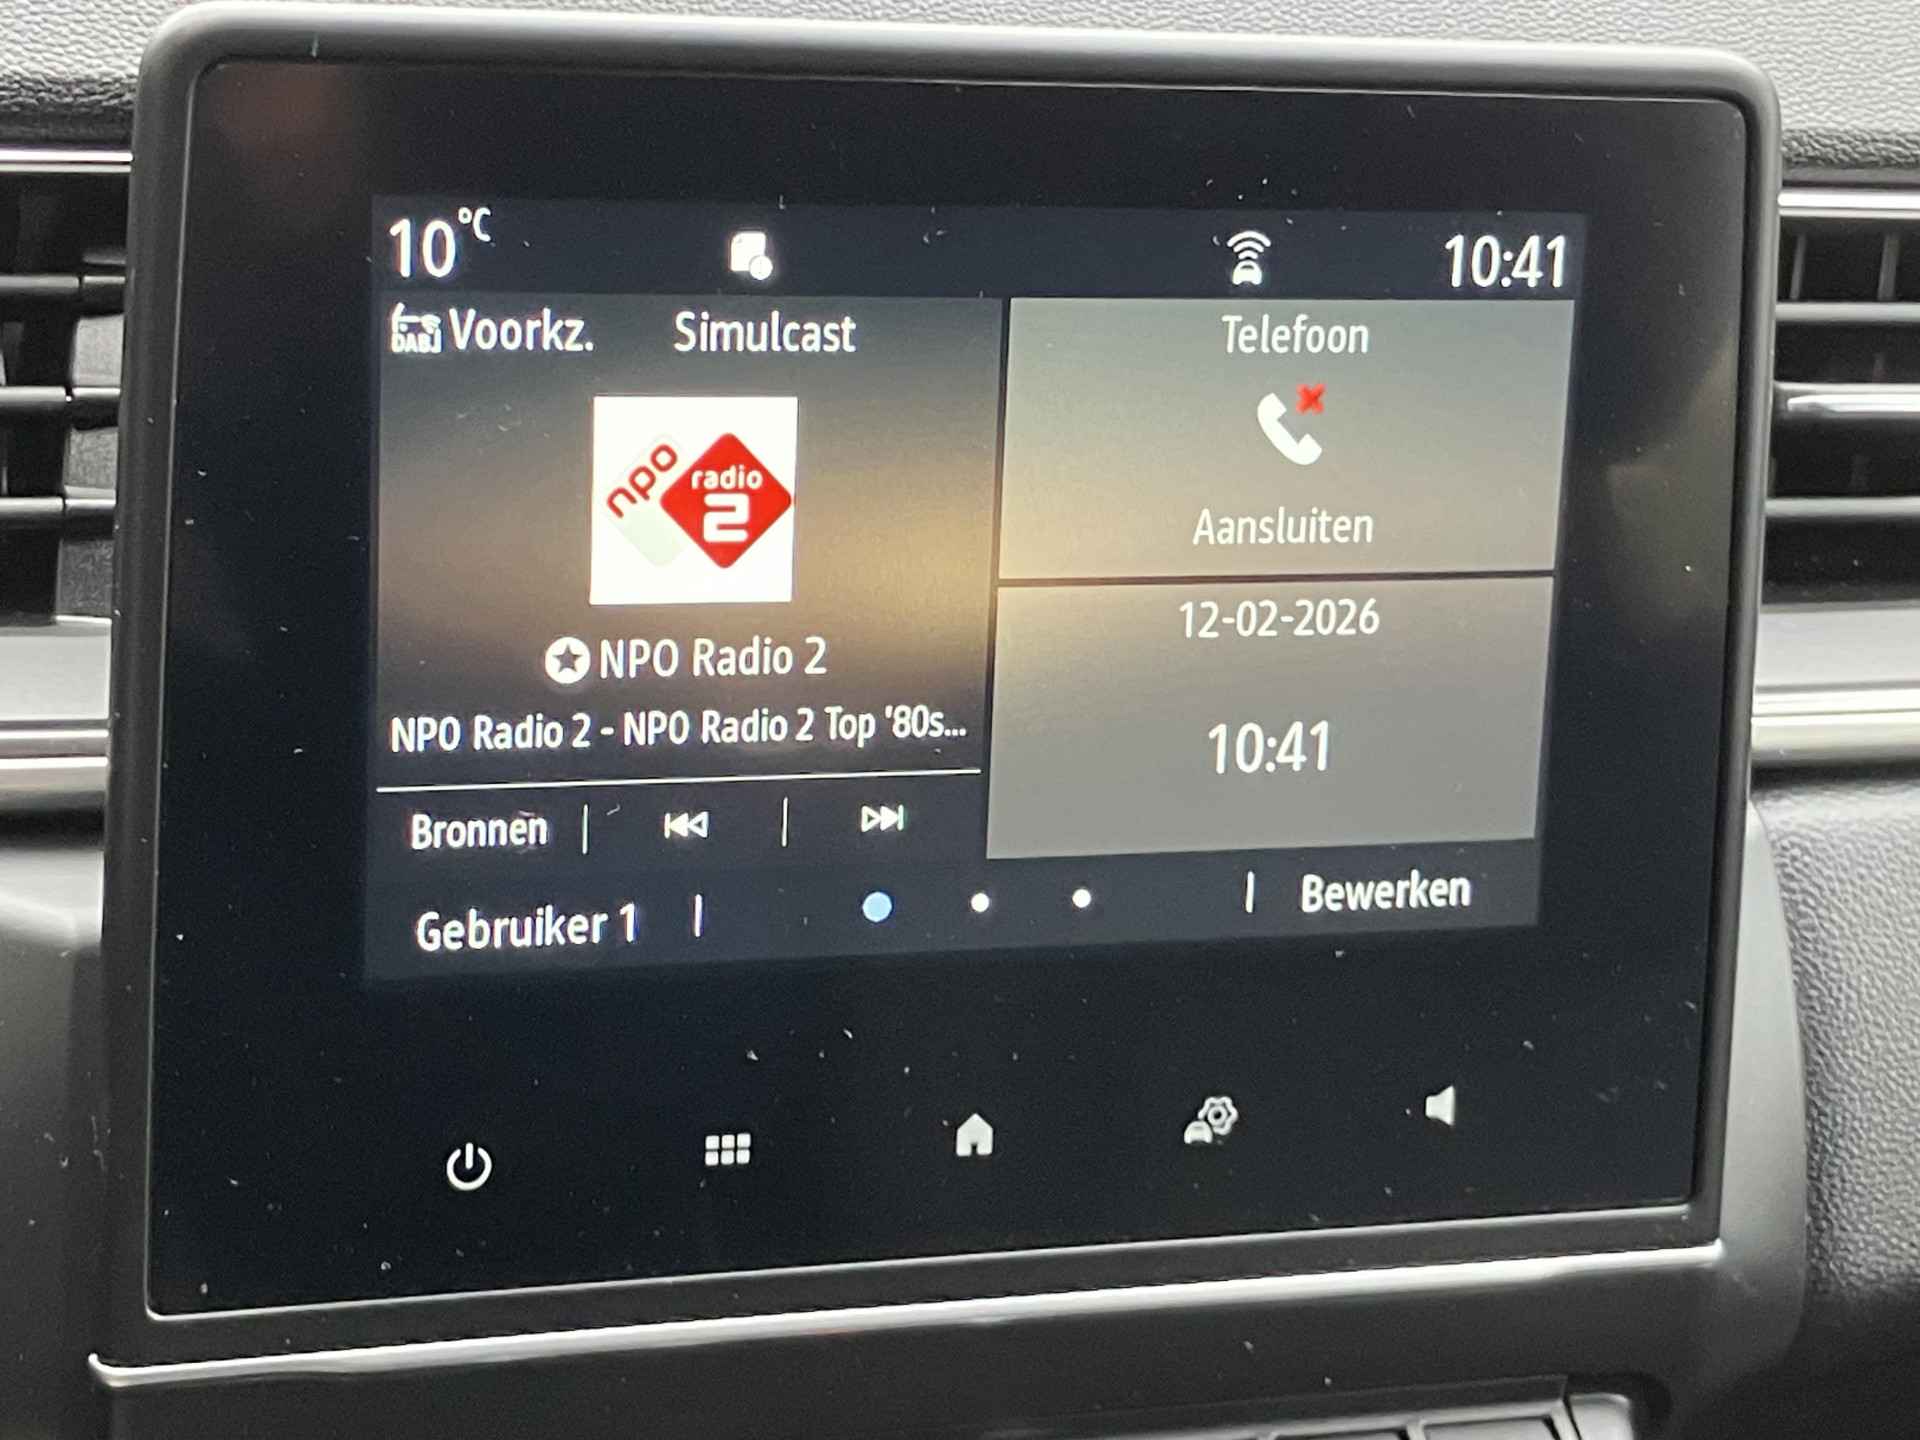 10°C
10:41
DAB Voorkz.
Simulcast
npo
radio
2
NPO Radio 2
NPO Radio 2 - NPO Radio 2 Top '80s...
Bronnen
Telefoon
Aansluiten
12-02-2026
10:41
Gebruiker 1
Bewerken